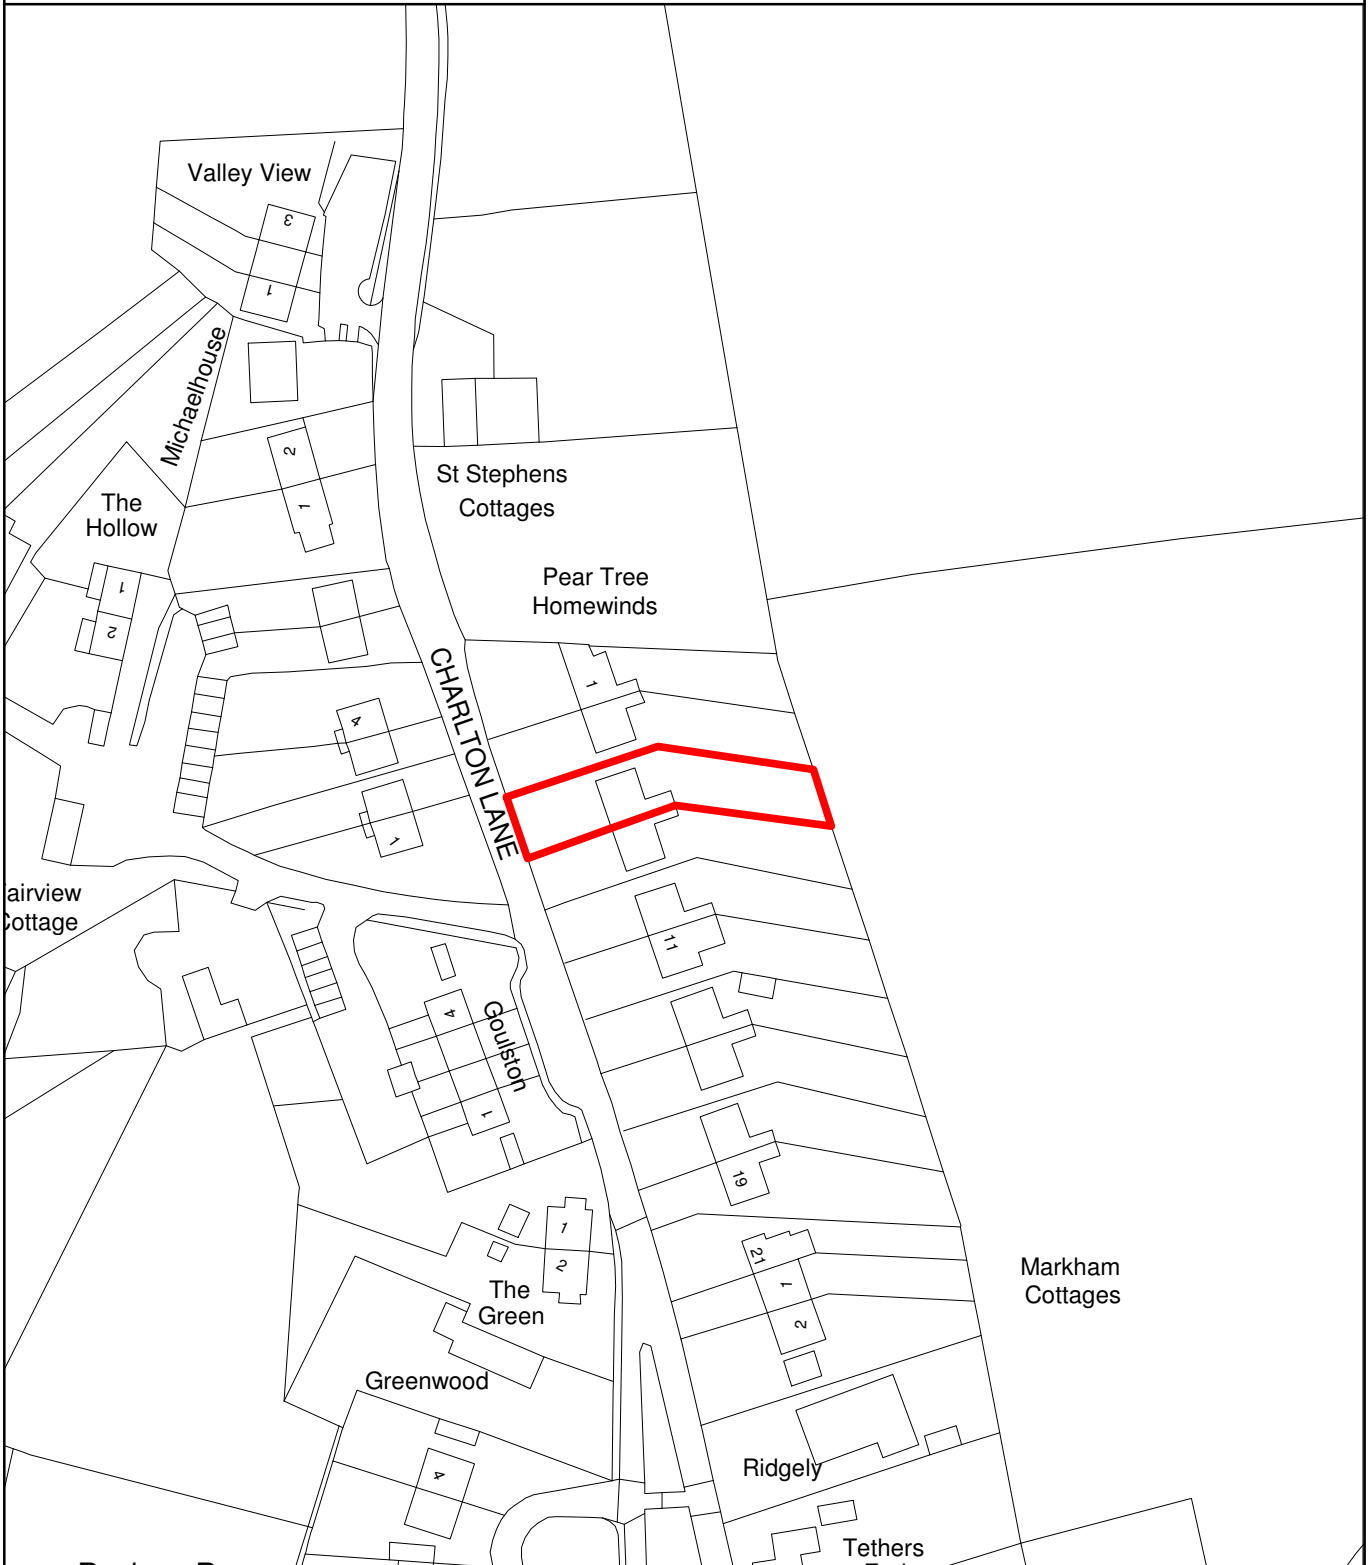 Valley View
3
1
Michaelhouse
2
1
The
Hollow
1
2
St Stephens
Cottages
Pear Tree
Homewinds
1
CHARLTON LANE
4
1
airview
Cottage
11
Goulston
4
1
19
1
2
The
Green
21
1
2
Markham
Cottages
Greenwood
4
Ridgely
Tethers